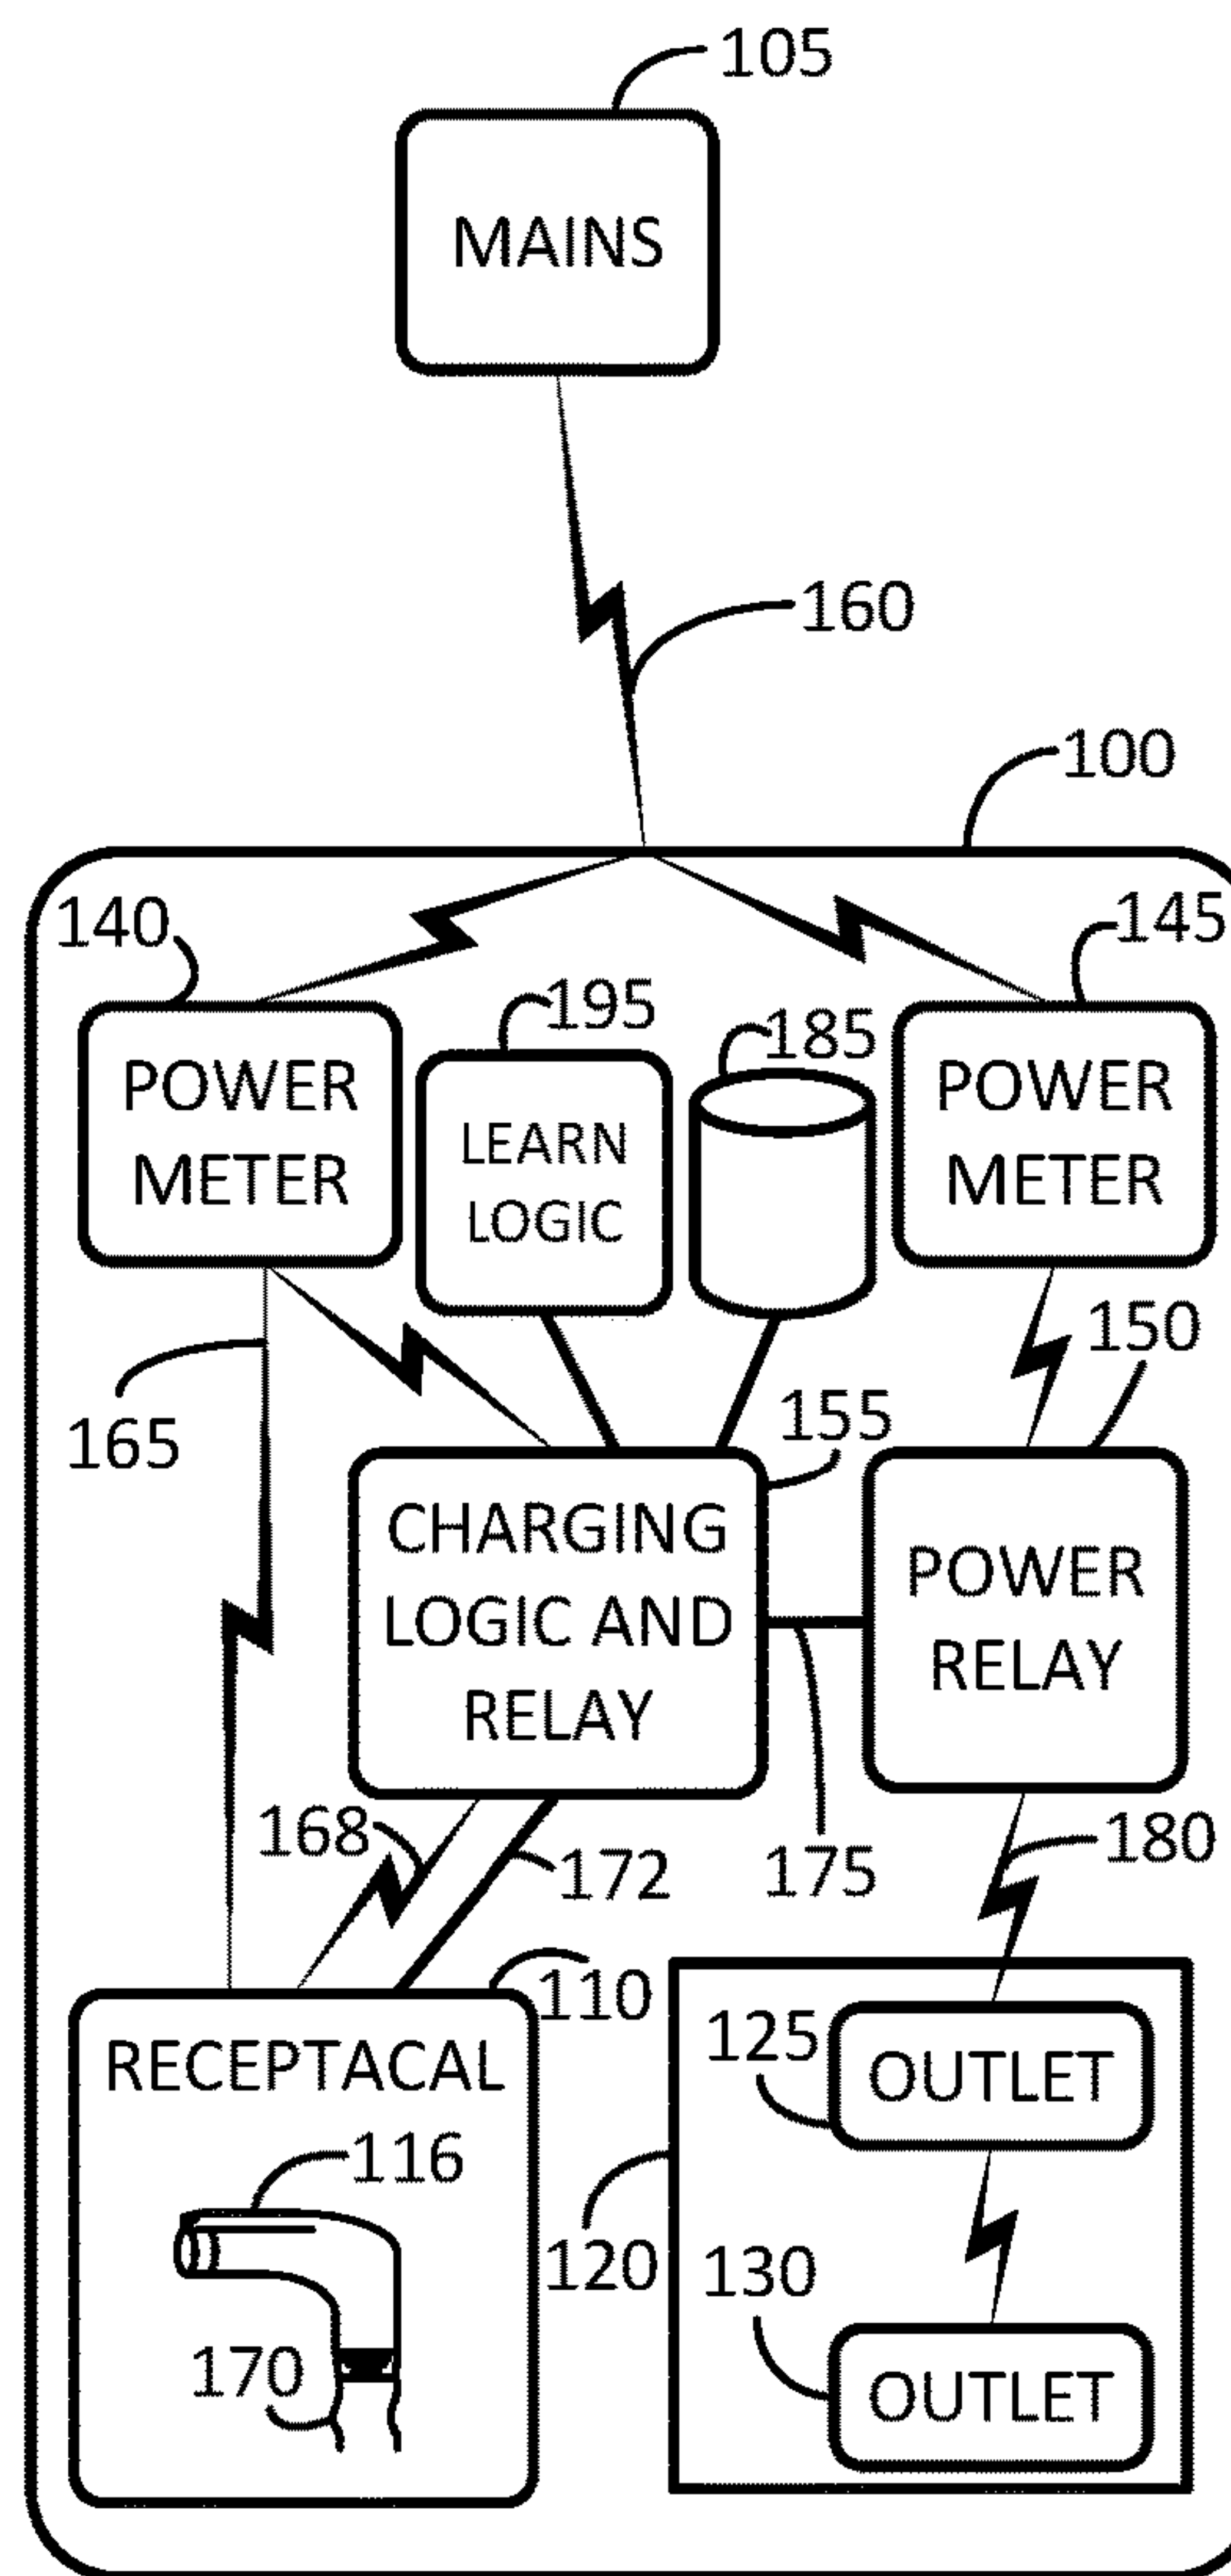 105
MAINS
160
100
140
145
195
185
POWER
METER
LEARN
LOGIC
POWER
METER
150
165
155
CHARGING
LOGIC AND
RELAY
POWER
RELAY
168
172
175
180
110
RECEPTACAL
125
OUTLET
116
120
130
OUTLET
170